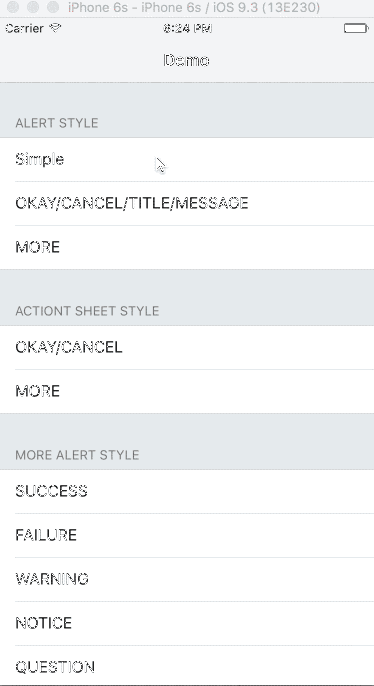 iPhone 6s - iPhone 6s / iOS 9.3 (13E230)
Carrier 8:24 PM
Demo
ALERT STYLE
Simple
OKAY/CANCEL/TITLE/MESSAGE
MORE
ACTIONT SHEET STYLE
OKAY/CANCEL
MORE
MORE ALERT STYLE
SUCCESS
FAILURE
WARNING
NOTICE
QUESTION